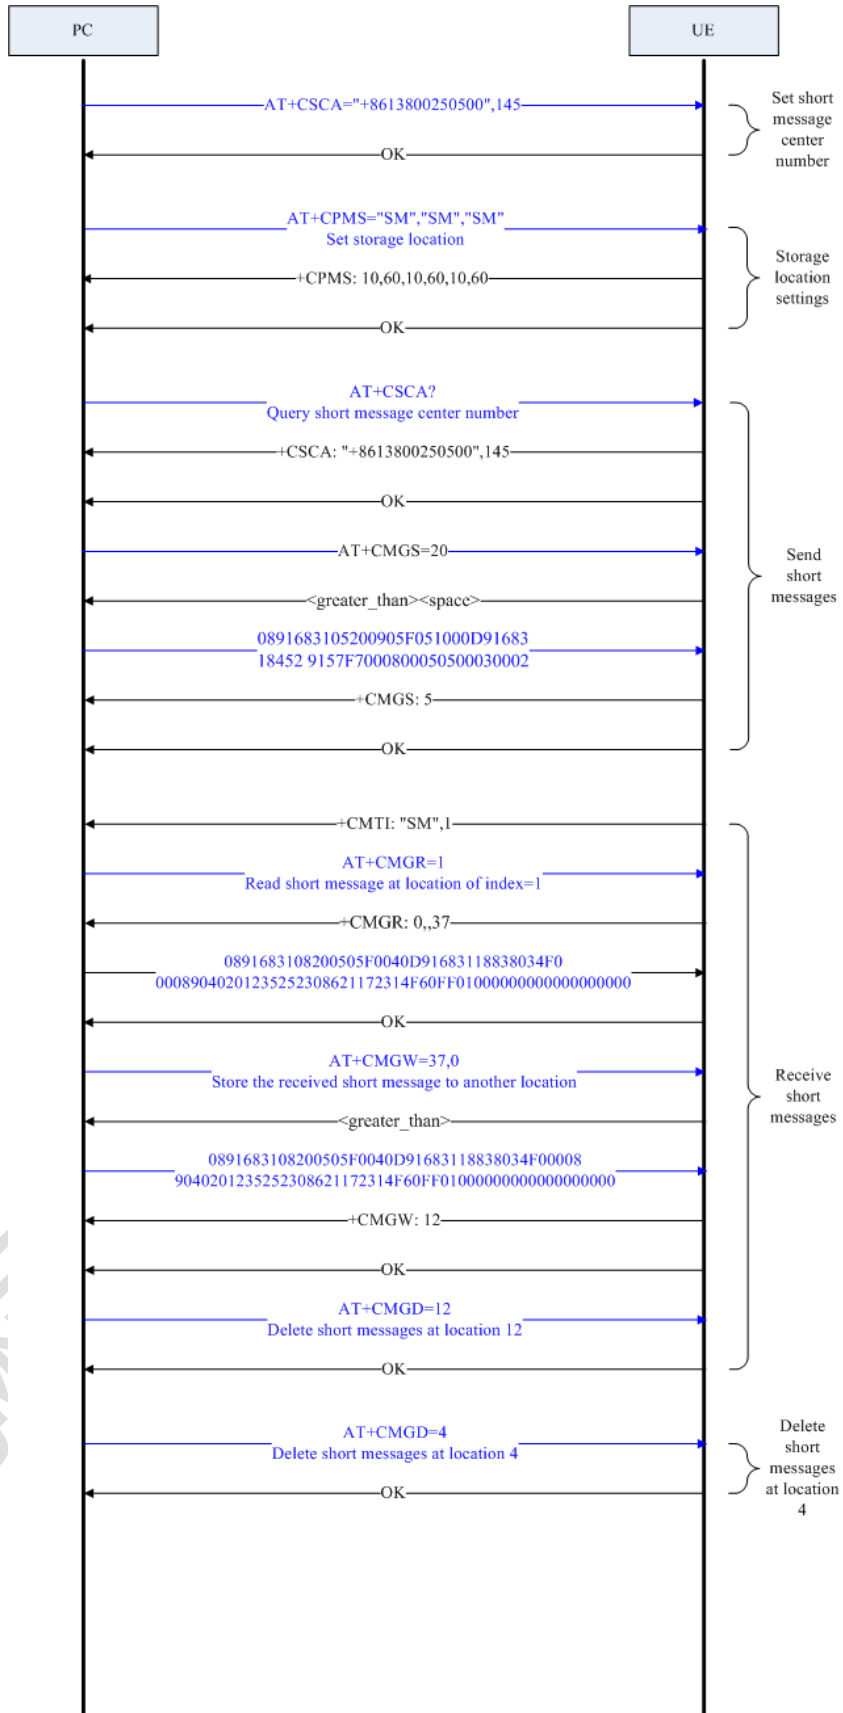 PC
UE
AT+CSCA="+8613800250500",145
OK
Set short
message
center
number
AT+CPMS="SM","SM","SM"
Set storage location
+CPMS: 10,60,10,60,10,60
OK
Storage
location
settings
AT+CSCA?
Query short message center number
+CSCA: "+8613800250500",145
OK
AT+CMGS=20
<greater_than><space>
0891683105200905F051000D91683
18452 9157F7000800050500030002
+CMGS: 5
OK
Send
short
messages
+CMTI: "SM",1
AT+CMGR=1
Read short message at location of index=1
+CMGR: 0,,37
0891683108200505F0040D91683118838034F0
00089040201235252308621172314F60FF01000000000000000000
OK
AT+CMGW=37,0
Store the received short message to another location
<greater_than>
0891683108200505F0040D91683118838034F00008
9040201235252308621172314F60FF01000000000000000000
+CMGW: 12
OK
AT+CMGD=12
Delete short messages at location 12
OK
Receive
short
messages
AT+CMGD=4
Delete short messages at location 4
OK
Delete
short
messages
at location
4